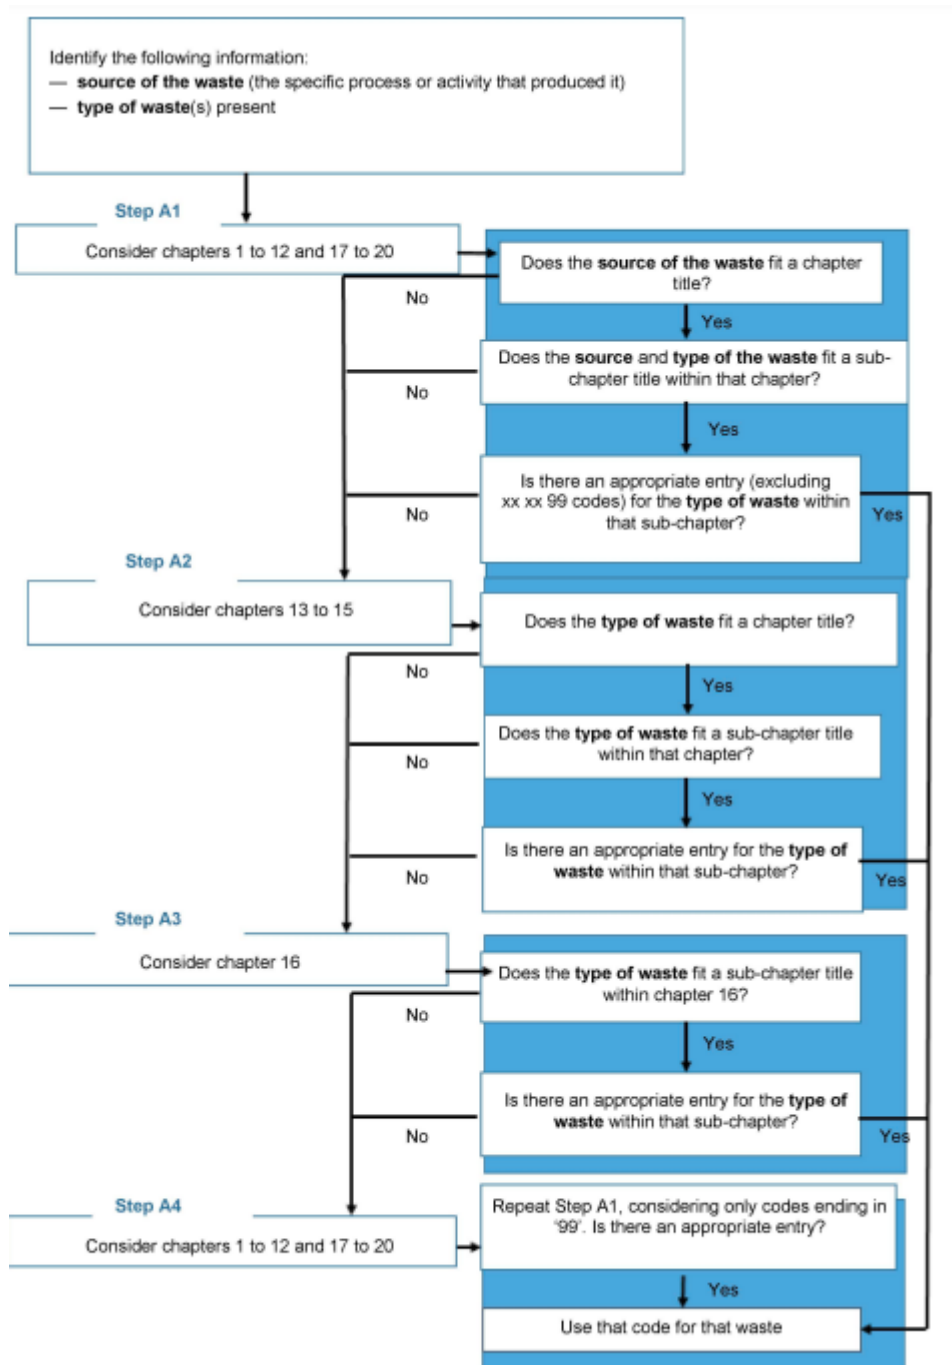 Identify the following information:
— source of the waste (the specific process or activity that produced it)
— type of waste(s) present
Step A1
Consider chapters 1 to 12 and 17 to 20
Does the source of the waste fit a chapter
title?
No
Yes
Does the source and type of the waste fit a sub-
chapter title within that chapter?
No
Yes
Is there an appropriate entry (excluding
xx xx 99 codes) for the type of waste within
that sub-chapter?
No
Yes
Step A2
Consider chapters 13 to 15
Does the type of waste fit a chapter title?
No
Yes
Does the type of waste fit a sub-chapter title
within that chapter?
No
Yes
Is there an appropriate entry for the type of
waste within that sub-chapter?
No
Yes
Step A3
Consider chapter 16
Does the type of waste fit a sub-chapter title
within chapter 16?
No
Yes
Is there an appropriate entry for the type of
waste within that sub-chapter?
No
Yes
Step A4
Consider chapters 1 to 12 and 17 to 20
Repeat Step A1, considering only codes ending in
‘99’. Is there an appropriate entry?
Yes
Use that code for that waste